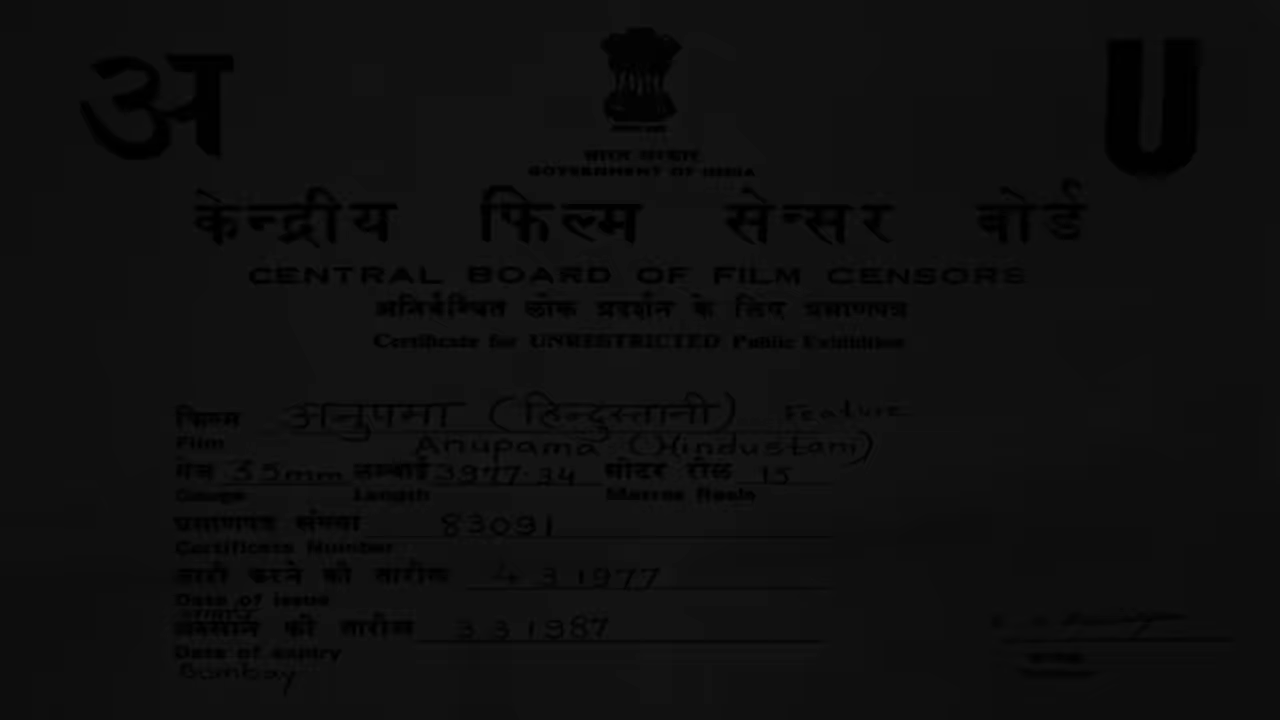 अ U
भारत सरकार
GOVERNMENT OF INDIA
केन्द्रीय फिल्म सेन्सर बोर्ड
CENTRAL BOARD OF FILM CENSORS
अनिर्बन्धित लोक प्रदर्शन के लिए प्रमाणपत्र
Certificate for UNRESTRICTED Public Exhibition
फिल्म अनुपमा (हिन्दुस्तानी) Feature
Film Anupama (Hindustani)
गेज 35mm लम्बाई 3977.34 मीटर रील 15
Gauge Length Metres Reels
प्रमाणपत्र संख्या 83091
Certificate Number
जारी करने की तारीख 4 3 1977
Date of issue
की तारीख 3 3 1987
Date of expiry
Bombay